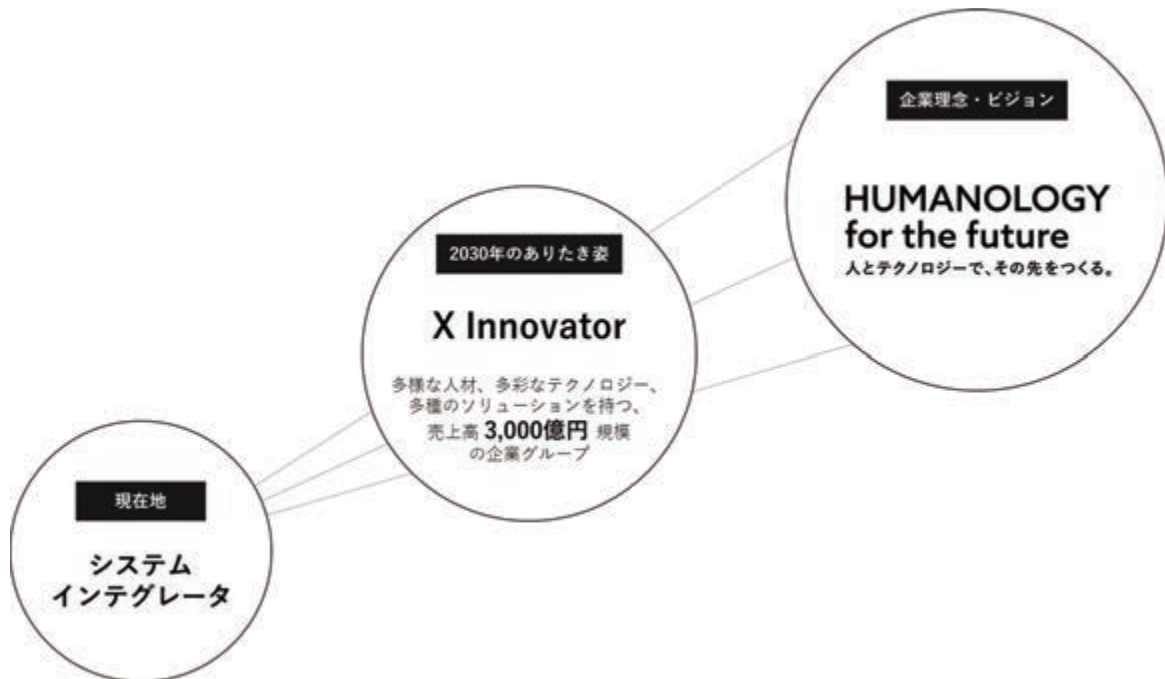 現在地
システム
インテグレータ
2030年のありたき姿
X Innovator
多様な人材、多彩なテクノロジー、
多種のソリューションを持つ、
売上高 3,000億円 規模
の企業グループ
企業理念・ビジョン
HUMANOLOGY
for the future
人とテクノロジーで、その先をつくる。